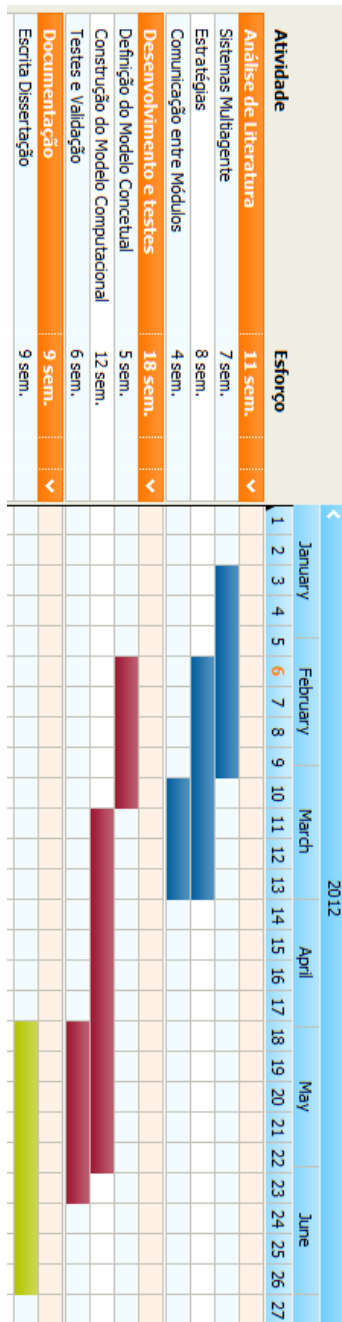 2012
Atividade Esforço January February March April May June
1 2 3 4 5 6 7 8 9 10 11 12 13 14 15 16 17 18 19 20 21 22 23 24 25 26 27
Análise de Literatura 11 sem.
Sistemas Multiagente 7 sem.
Estratégias 8 sem.
Comunicação entre Módulos 4 sem.
Desenvolvimento e testes 18 sem.
Definição do Modelo Concetual 5 sem.
Construção do Modelo Computacional 12 sem.
Testes e Validação 6 sem.
Documentação 9 sem.
Escrita Dissertação 9 sem.